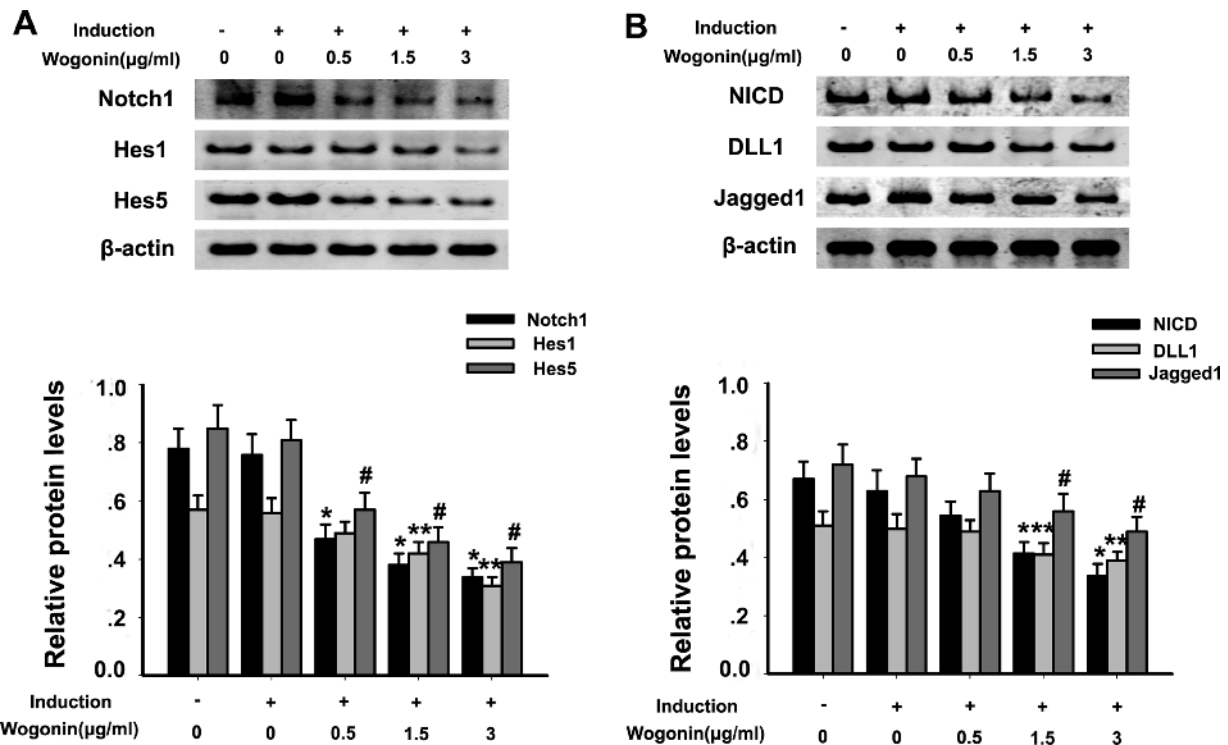 A
Induction - + + + +
Wogonin(μg/ml) 0 0 0.5 1.5 3
Notch1
Hes1
Hes5
β-actin
Notch1
Hes1
Hes5
Relative protein levels
1.0
.8
.6
.4
.2
0.0
* # * ** # * ** #
Induction - + + + +
Wogonin(μg/ml) 0 0 0.5 1.5 3
B
Induction - + + + +
Wogonin(μg/ml) 0 0 0.5 1.5 3
NICD
DLL1
Jagged1
β-actin
NICD
DLL1
Jagged1
Relative protein levels
1.0
.8
.6
.4
.2
0.0
*** # * ** #
Induction - + + + +
Wogonin(μg/ml) 0 0 0.5 1.5 3